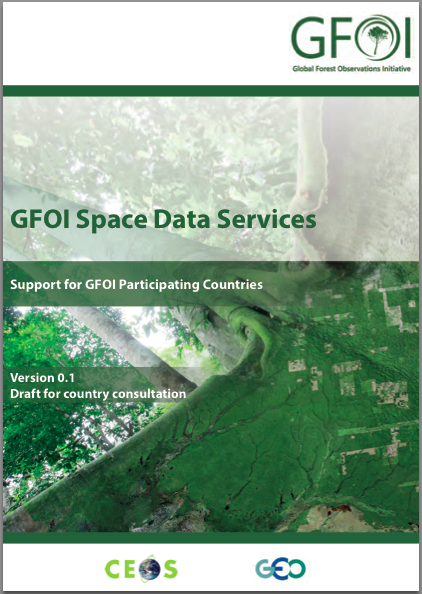 GFOI
Global Forest Observations Initiative
GFOI Space Data Services
Support for GFOI Participating Countries
Version 0.1
Draft for country consultation
CEOS
GEO